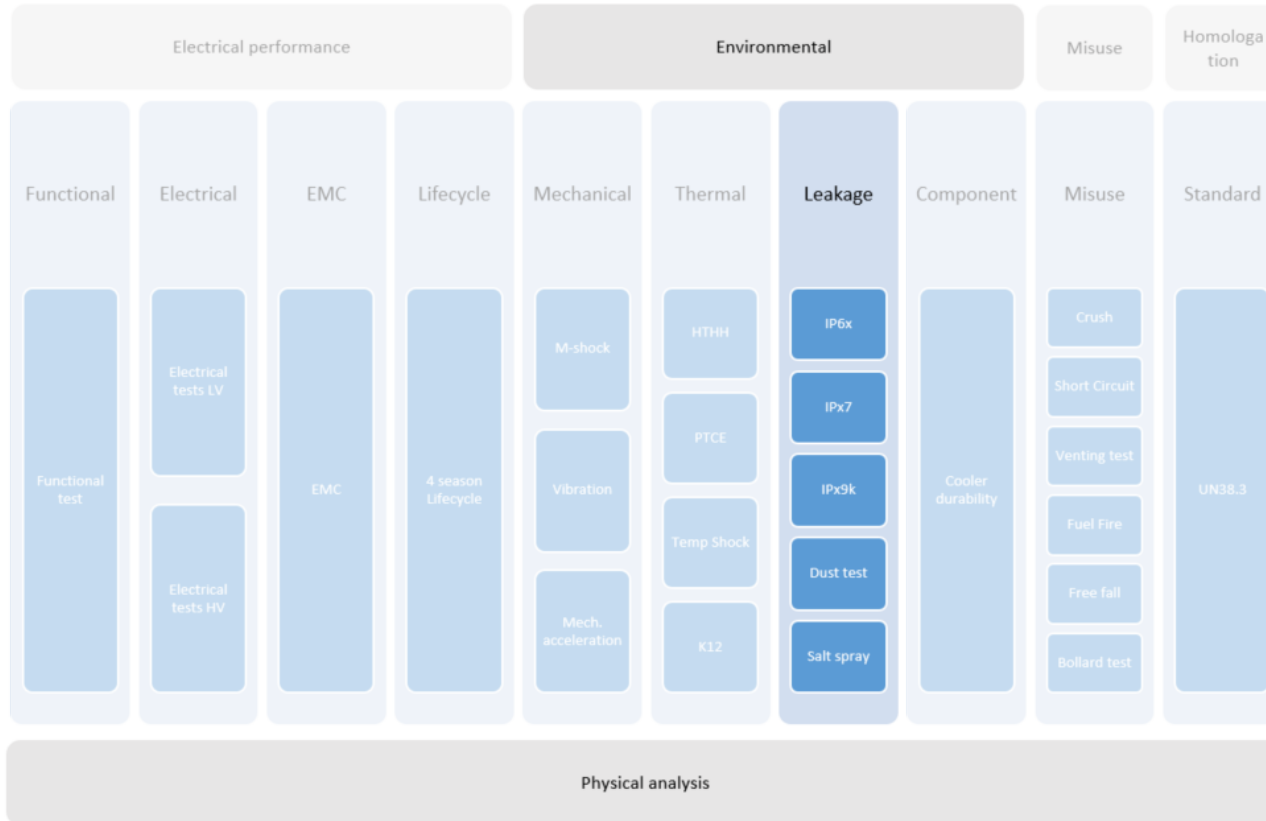 Electrical performance
Environmental
Misuse
Homologa
tion
Functional
Electrical
EMC
Lifecycle
Mechanical
Thermal
Leakage
Component
Misuse
Standard
Functional
test
Electrical
tests LV
Electrical
tests HV
EMC
4 season
Lifecycle
M-shock
Vibration
Mech.
acceleration
HTHH
PTCE
Temp Shock
K12
IP6x
IPx7
IPx9k
Dust test
Salt spray
Cooler
durability
Crush
Short Circuit
Venting test
Fuel Fire
Free fall
Bollard test
UN38.3
Physical analysis